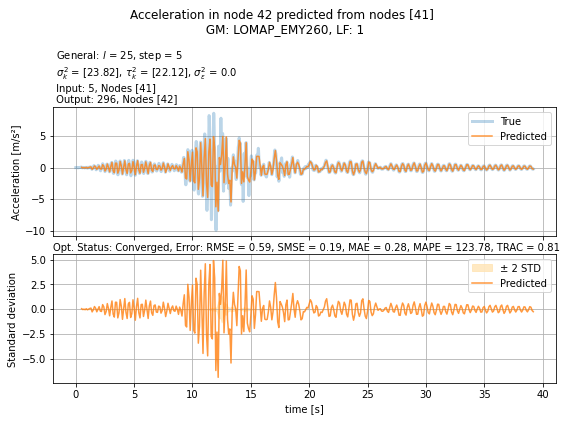 Acceleration in node 42 predicted from nodes [41]
GM: LOMAP_EMY260, LF: 1
General: l = 25, step = 5
σ²ₖ = [23.82], τ²ₖ = [22.12], σ²ε = 0.0
Input: 5, Nodes [41]
Output: 296, Nodes [42]
True
Predicted
Acceleration [m/s²]
5
0
−5
−10
Opt. Status: Converged, Error: RMSE = 0.59, SMSE = 0.19, MAE = 0.28, MAPE = 123.78, TRAC = 0.81
± 2 STD
Predicted
Standard deviation
5.0
2.5
0.0
−2.5
−5.0
0 5 10 15 20 25 30 35 40
time [s]